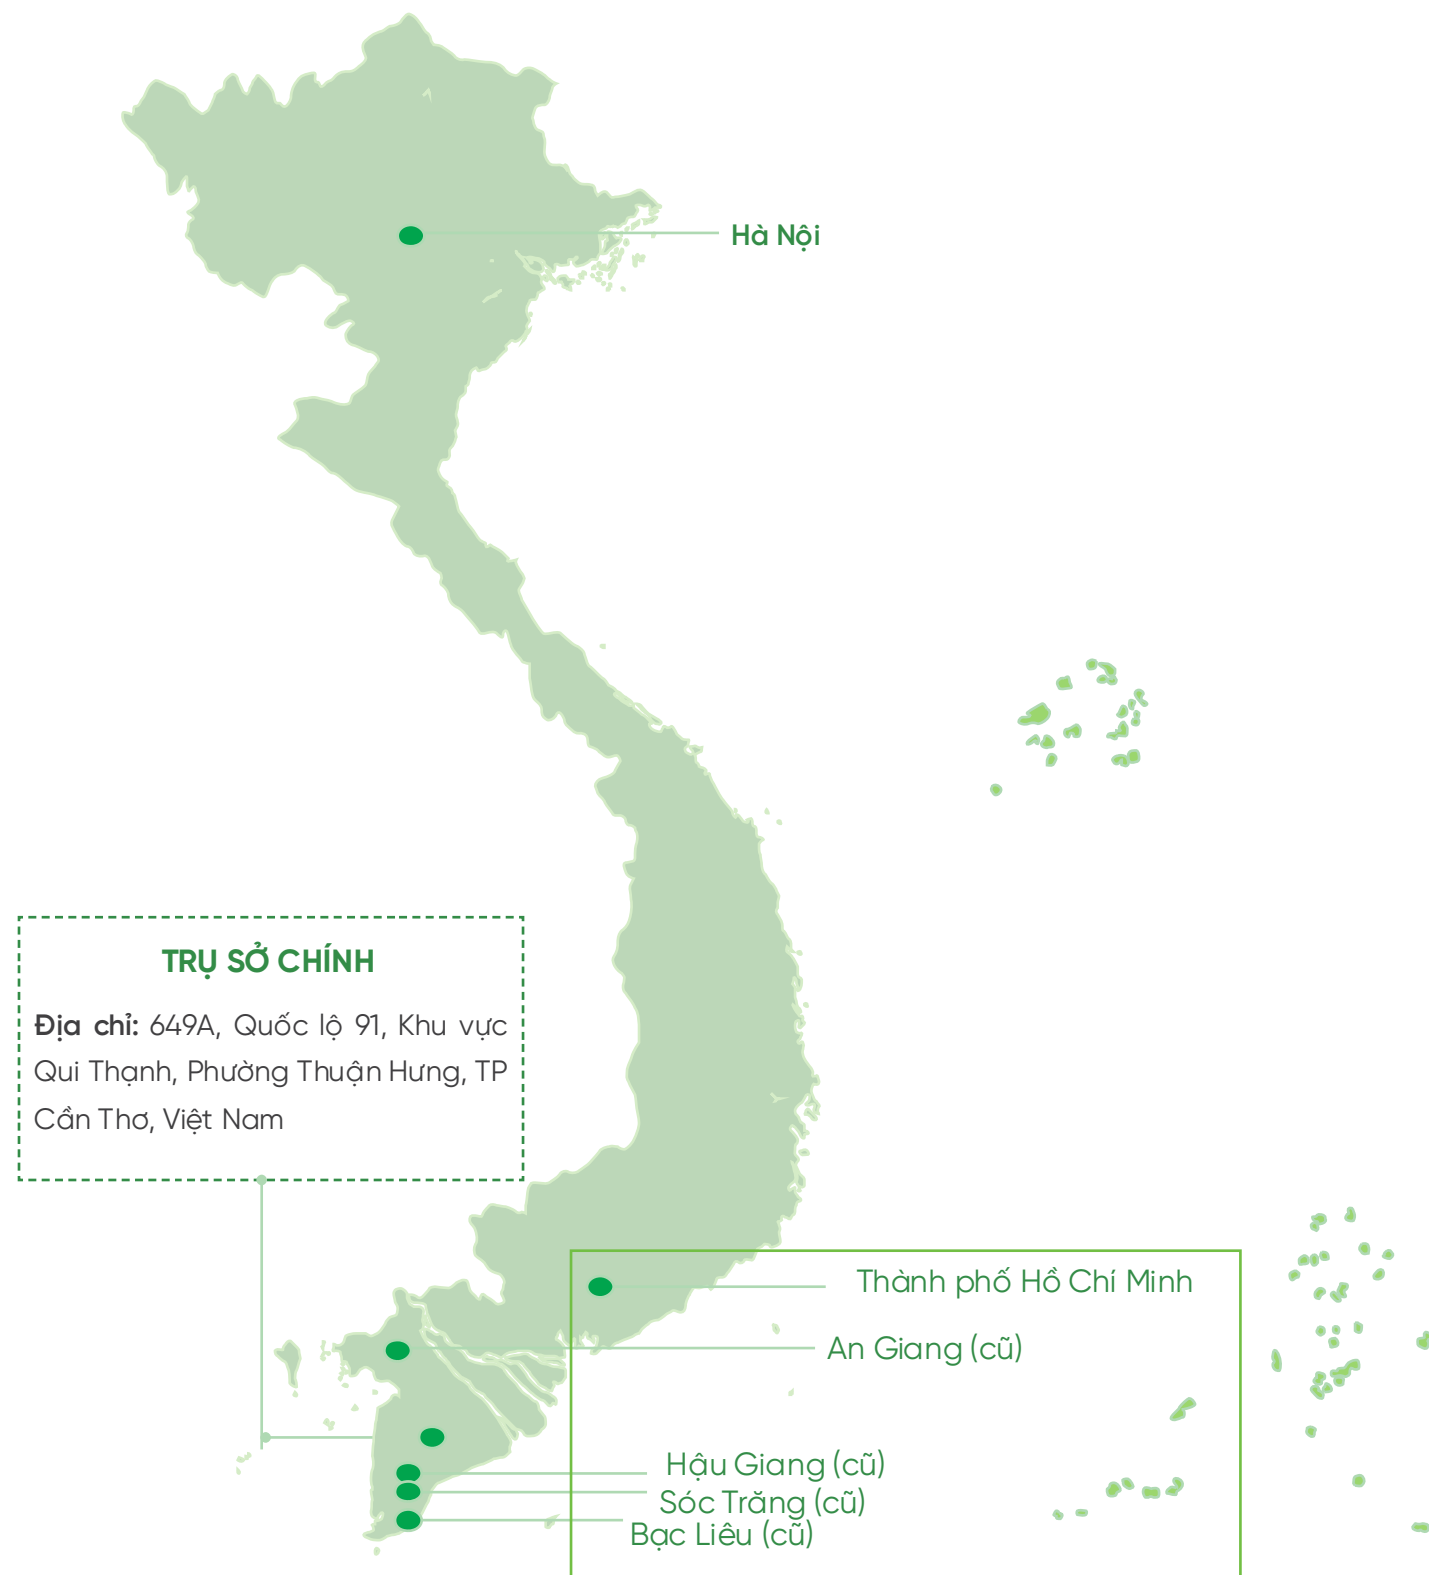 Hà Nội
TRỤ SỞ CHÍNH
Địa chỉ: 649A, Quốc lộ 91, Khu vực
Qui Thạnh, Phường Thuận Hưng, TP
Cần Thơ, Việt Nam
Thành phố Hồ Chí Minh
An Giang (cũ)
Hậu Giang (cũ)
Sóc Trăng (cũ)
Bạc Liêu (cũ)